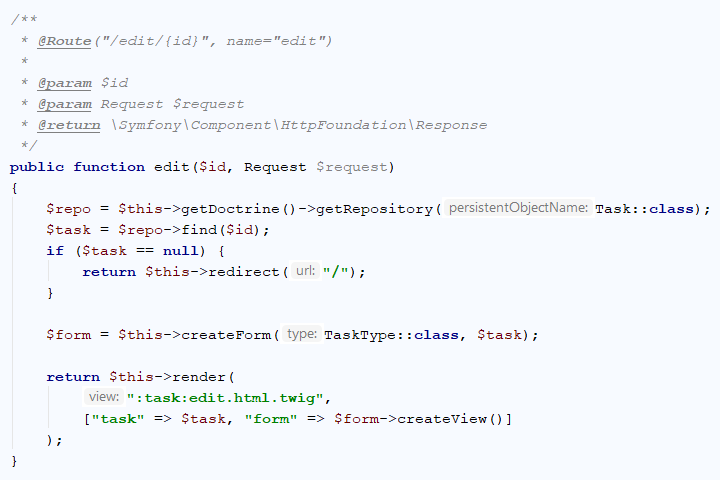 /**
 * @Route("/edit/{id}", name="edit")
 *
 * @param $id
 * @param Request $request
 * @return \Symfony\Component\HttpFoundation\Response
 */
public function edit($id, Request $request)
{
    $repo = $this->getDoctrine()->getRepository( persistentObjectName: Task::class);
    $task = $repo->find($id);
    if ($task == null) {
        return $this->redirect( url: "/");
    }

    $form = $this->createForm( type: TaskType::class, $task);

    return $this->render(
        view: ":task:edit.html.twig",
        ["task" => $task, "form" => $form->createView()]
    );
}